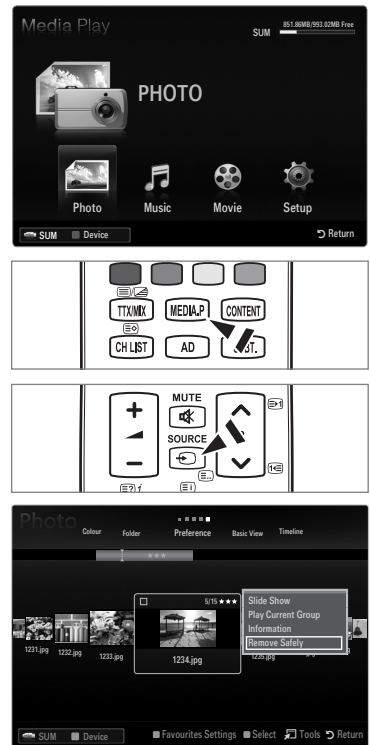 Media Play
SUM
851.86MB/993.02MB Free
PHOTO
Photo Music Movie Setup
SUM Device Return
TTX/MIX MEDIA.P CONTENT
CH LIST AD
MUTE
SOURCE
Photo
Colour Folder Preference Basic View Timeline
5/15 ★★★
Slide Show
Play Current Group
Information
Remove Safely
1231.jpg 1232.jpg 1233.jpg 1234.jpg 1235.jpg
SUM Device Favourites Settings Select Tools Return